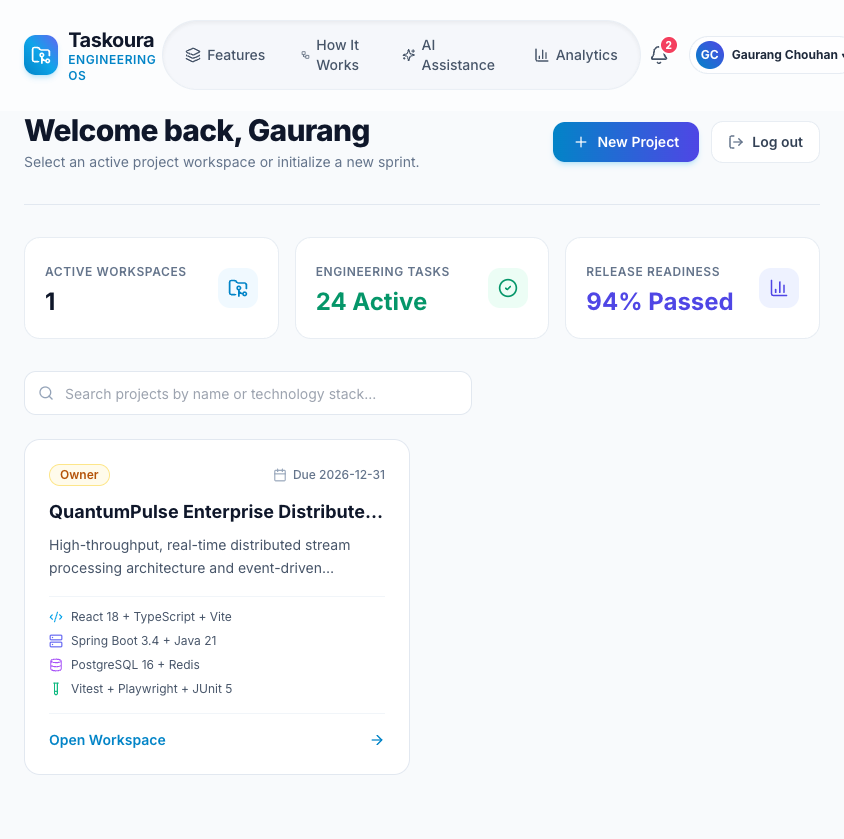 Taskoura
ENGINEERING
OS
Features
How It
Works
AI
Assistance
Analytics
2
GC
Gaurang Chouhan
Welcome back, Gaurang
Select an active project workspace or initialize a new sprint.
New Project
Log out
ACTIVE WORKSPACES
1
ENGINEERING TASKS
24 Active
RELEASE READINESS
94% Passed
Search projects by name or technology stack...
Owner
Due 2026-12-31
QuantumPulse Enterprise Distribute...
High-throughput, real-time distributed stream
processing architecture and event-driven...
React 18 + TypeScript + Vite
Spring Boot 3.4 + Java 21
PostgreSQL 16 + Redis
Vitest + Playwright + JUnit 5
Open Workspace